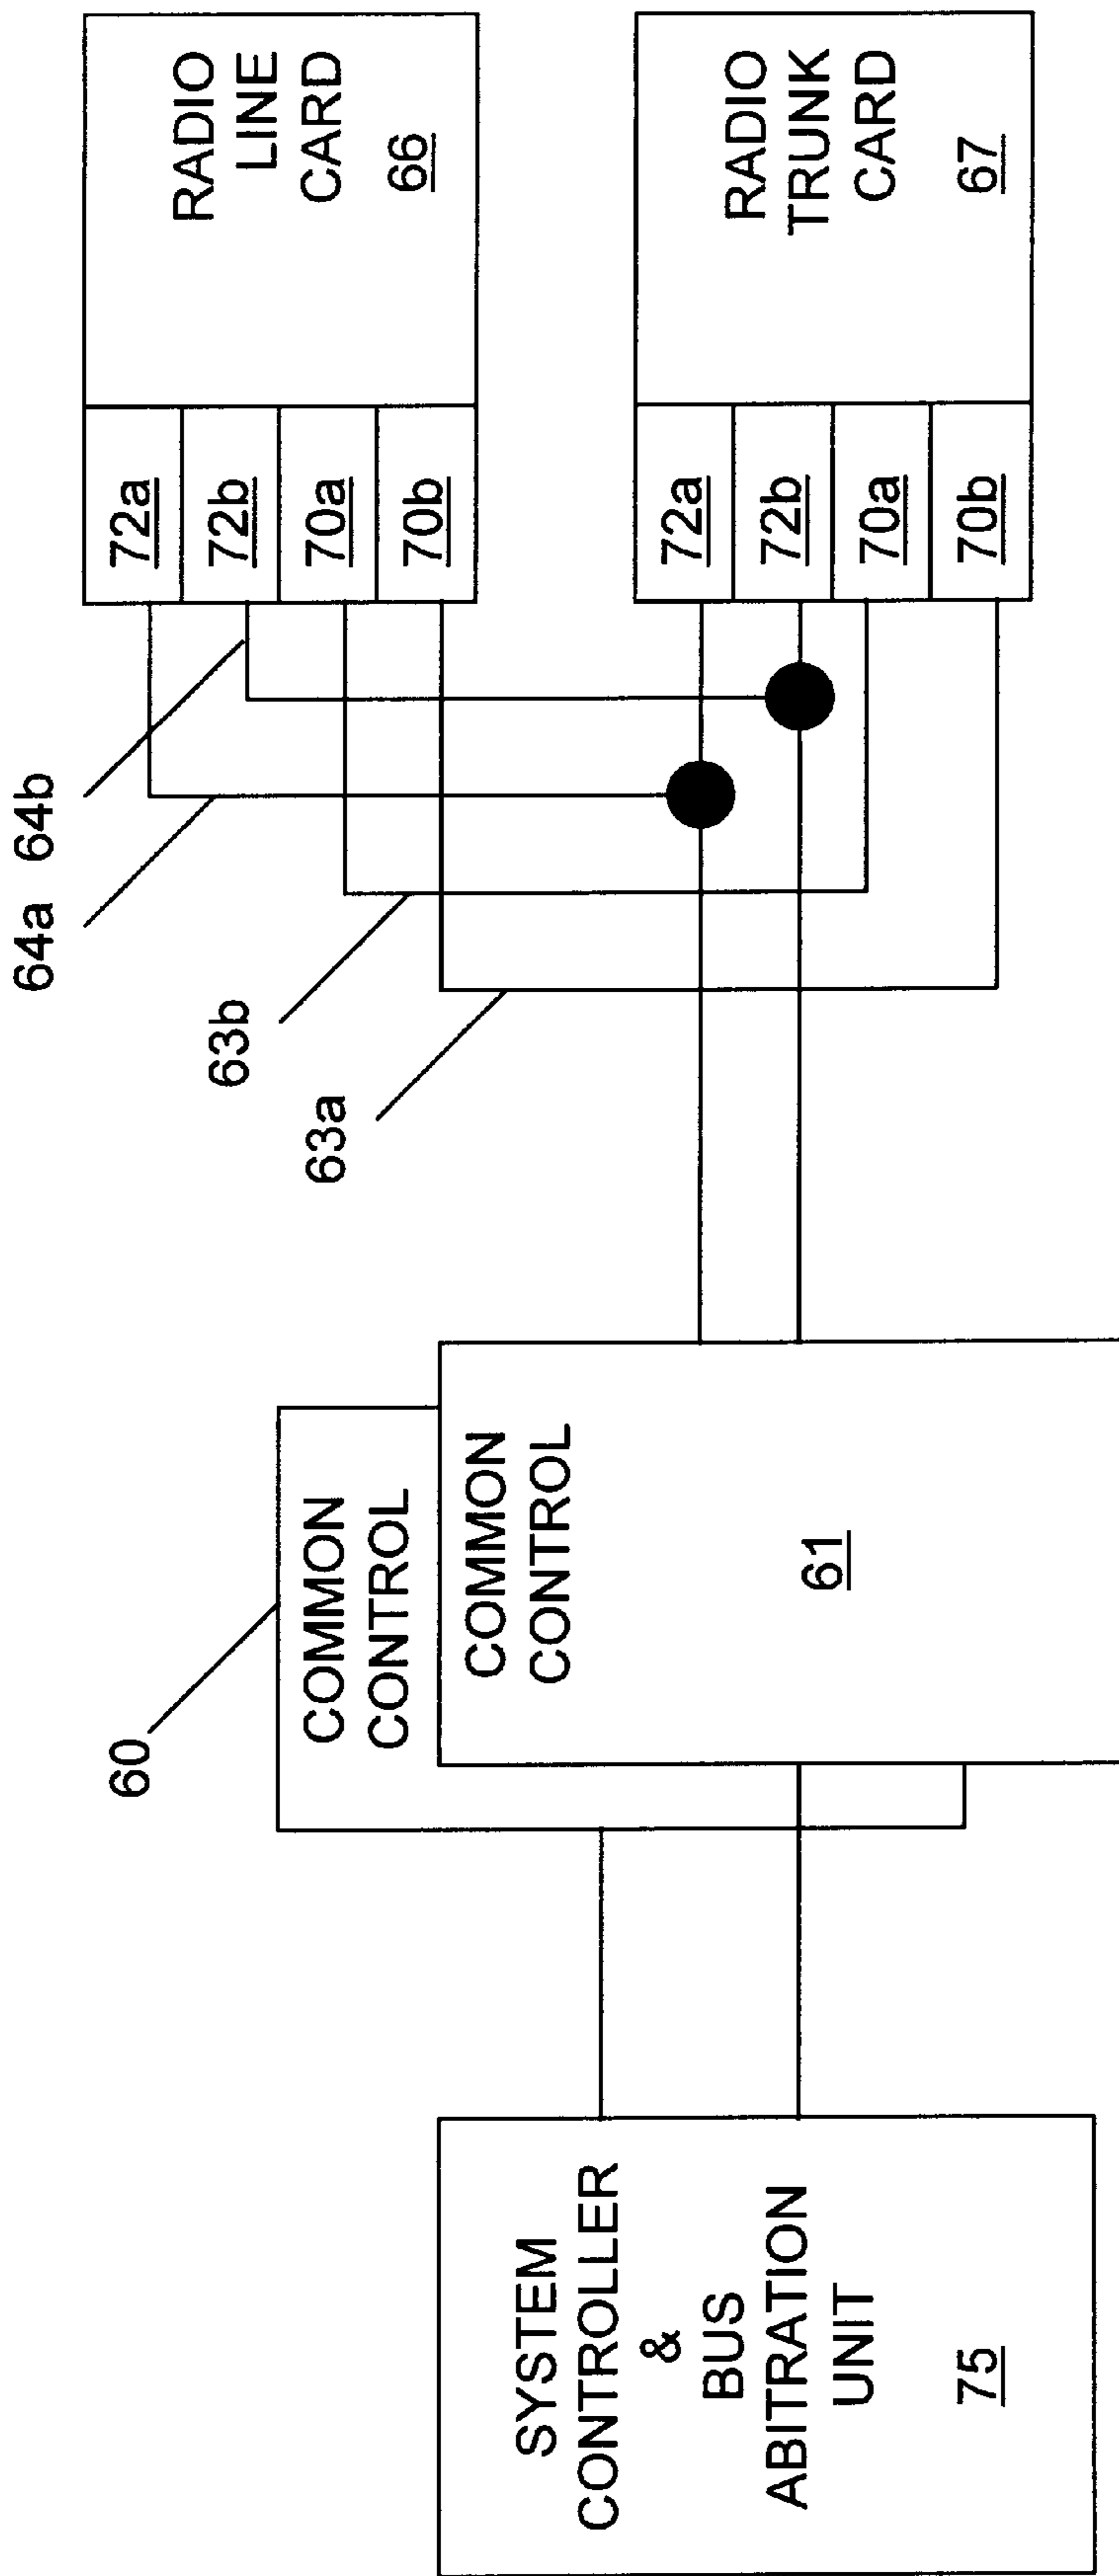 64a
64b
63b
63a
60
RADIO
LINE
CARD
66
72a
72b
70a
70b
RADIO
TRUNK
CARD
67
72a
72b
70a
70b
COMMON
CONTROL
COMMON
CONTROL
61
SYSTEM
CONTROLLER
&
BUS
ABITRATION
UNIT
75